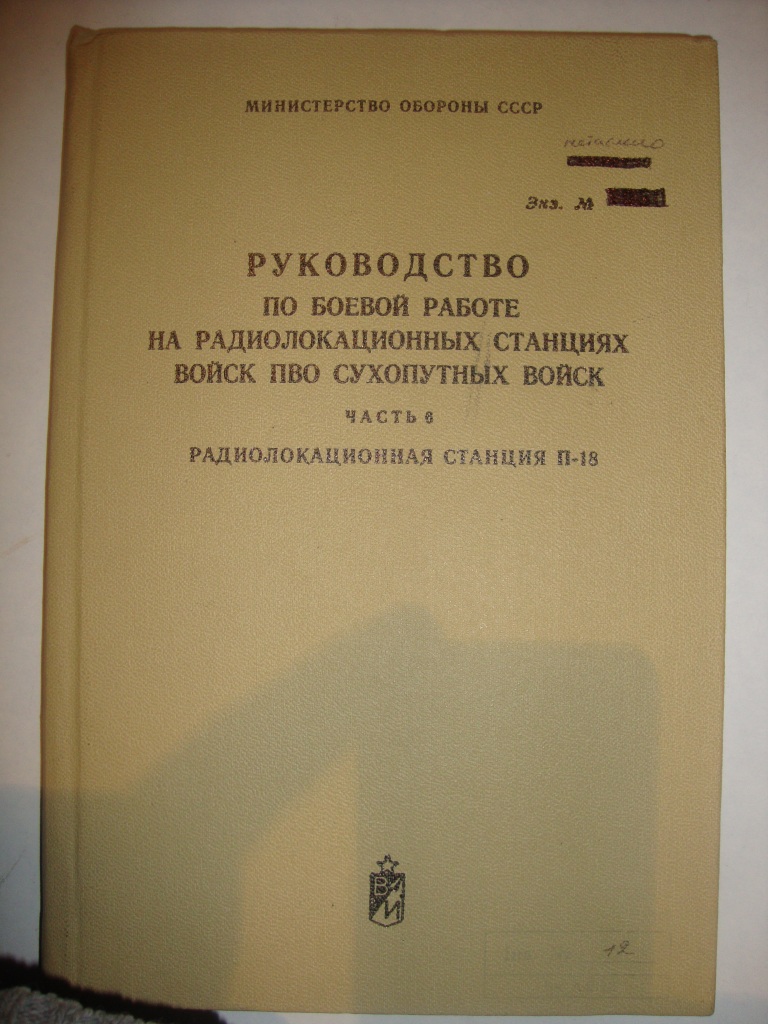 МИНИСТЕРСТВО ОБОРОНЫ СССР
несекретно
Экз. №
РУКОВОДСТВО
ПО БОЕВОЙ РАБОТЕ
НА РАДИОЛОКАЦИОННЫХ СТАНЦИЯХ
ВОЙСК ПВО СУХОПУТНЫХ ВОЙСК
ЧАСТЬ 6
РАДИОЛОКАЦИОННАЯ СТАНЦИЯ П-18
ВИ
12